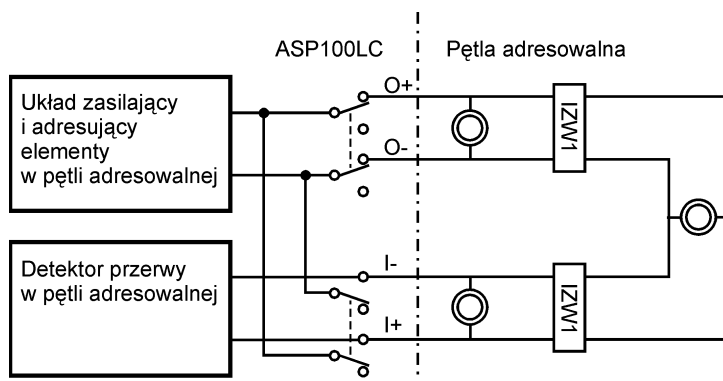 ASP100LC
Pętla adresowalna
Układ zasilający
i adresujący
elementy
w pętli adresowalnej
O+
O-
IZW1
Detektor przerwy
w pętli adresowalnej
I-
I+
IZW1